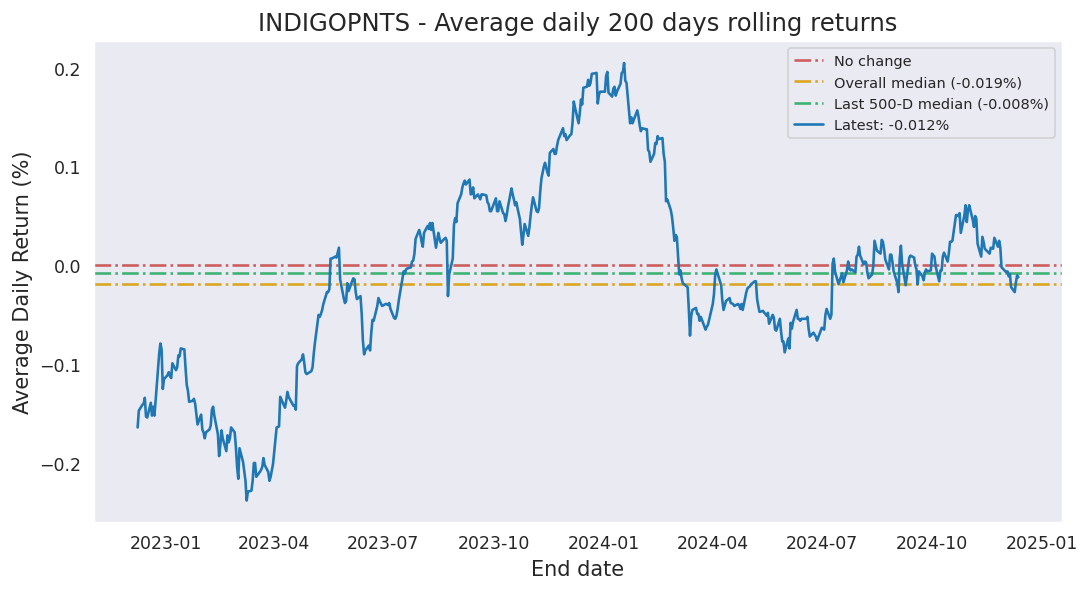 INDIGOPNTS - Average daily 200 days rolling returns
No change
Overall median (-0.019%)
Last 500-D median (-0.008%)
Latest: -0.012%
Average Daily Return (%)
0.2
0.1
0.0
−0.1
−0.2
2023-01 2023-04 2023-07 2023-10 2024-01 2024-04 2024-07 2024-10 2025-01
End date